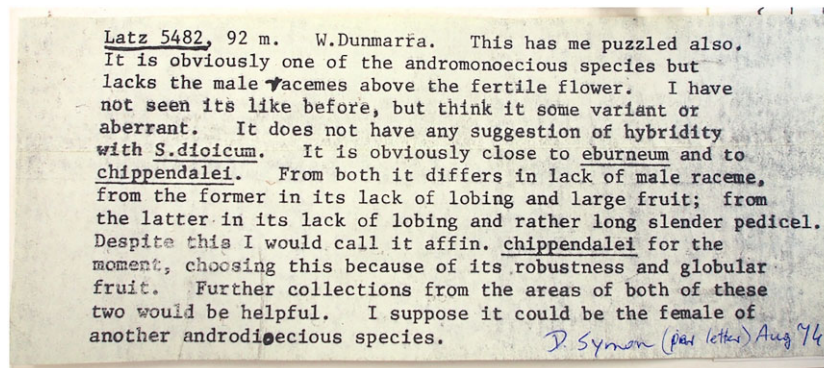 Latz 5482, 92 m. W.Dunmarra. This has me puzzled also.
It is obviously one of the andromonoecious species but
lacks the male racemes above the fertile flower. I have
not seen its like before, but think it some variant or
aberrant. It does not have any suggestion of hybridity
with S.dioicum. It is obviously close to eburneum and to
chippendalei. From both it differs in lack of male raceme,
from the former in its lack of lobing and large fruit; from
the latter in its lack of lobing and rather long slender pedicel.
Despite this I would call it affin. chippendalei for the
moment, choosing this because of its robustness and globular
fruit. Further collections from the areas of both of these
two would be helpful. I suppose it could be the female of
another androdioecious species.
D. Symon (per letter) Aug 76